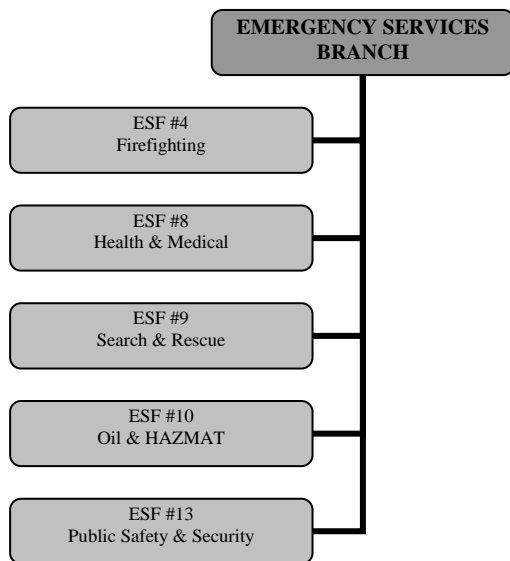 EMERGENCY SERVICES
BRANCH
ESF #4
Firefighting
ESF #8
Health & Medical
ESF #9
Search & Rescue
ESF #10
Oil & HAZMAT
ESF #13
Public Safety & Security